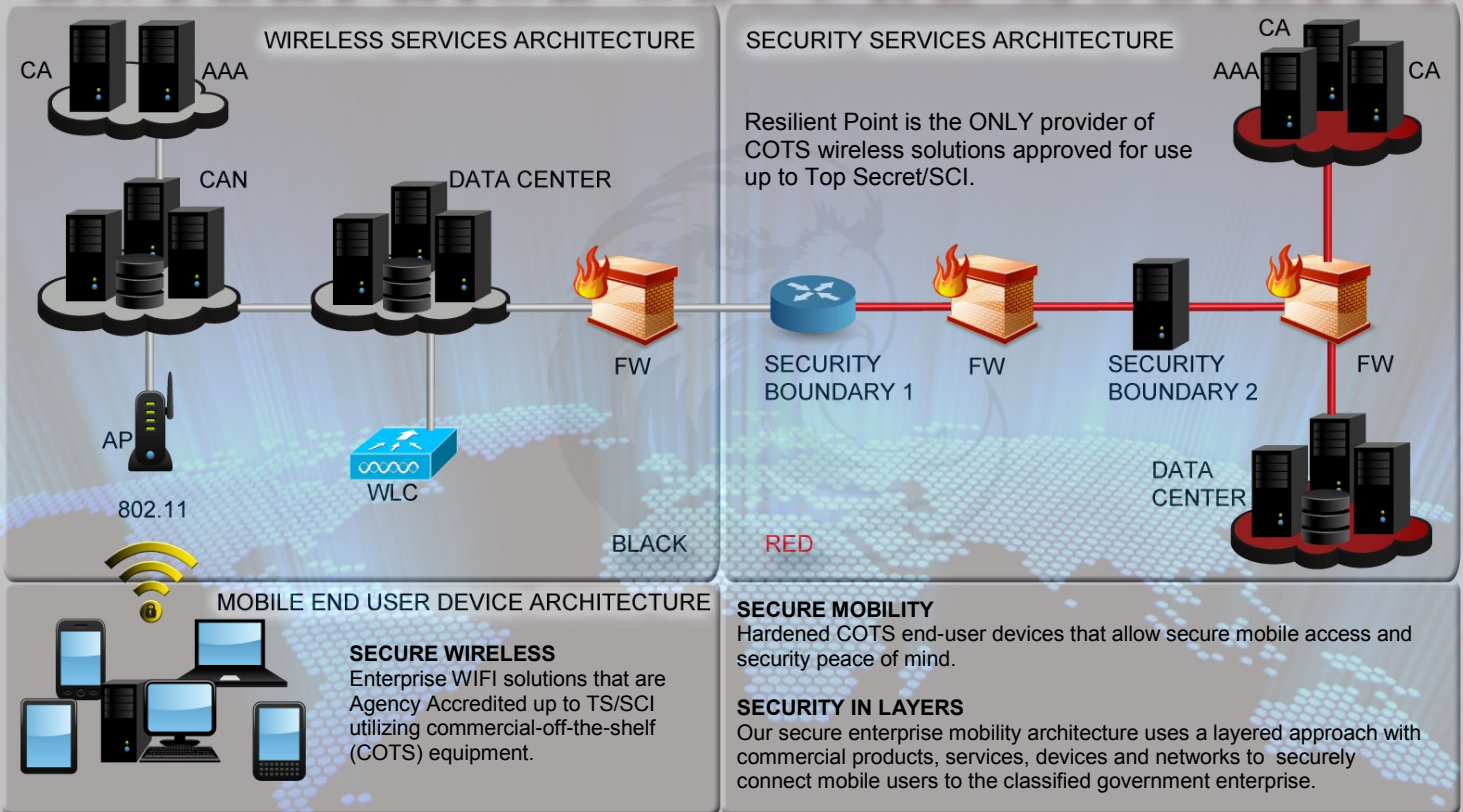 WIRELESS SERVICES ARCHITECTURE
CA
AAA
CAN
DATA CENTER
FW
AP
802.11
WLC
BLACK
SECURITY SERVICES ARCHITECTURE
CA
AAA
CA
Resilient Point is the ONLY provider of
COTS wireless solutions approved for use
up to Top Secret/SCI.
SECURITY
BOUNDARY 1
FW
SECURITY
BOUNDARY 2
FW
DATA
CENTER
RED
MOBILE END USER DEVICE ARCHITECTURE
SECURE WIRELESS
Enterprise WIFI solutions that are
Agency Accredited up to TS/SCI
utilizing commercial-off-the-shelf
(COTS) equipment.
SECURE MOBILITY
Hardened COTS end-user devices that allow secure mobile access and
security peace of mind.
SECURITY IN LAYERS
Our secure enterprise mobility architecture uses a layered approach with
commercial products, services, devices and networks to securely
connect mobile users to the classified government enterprise.